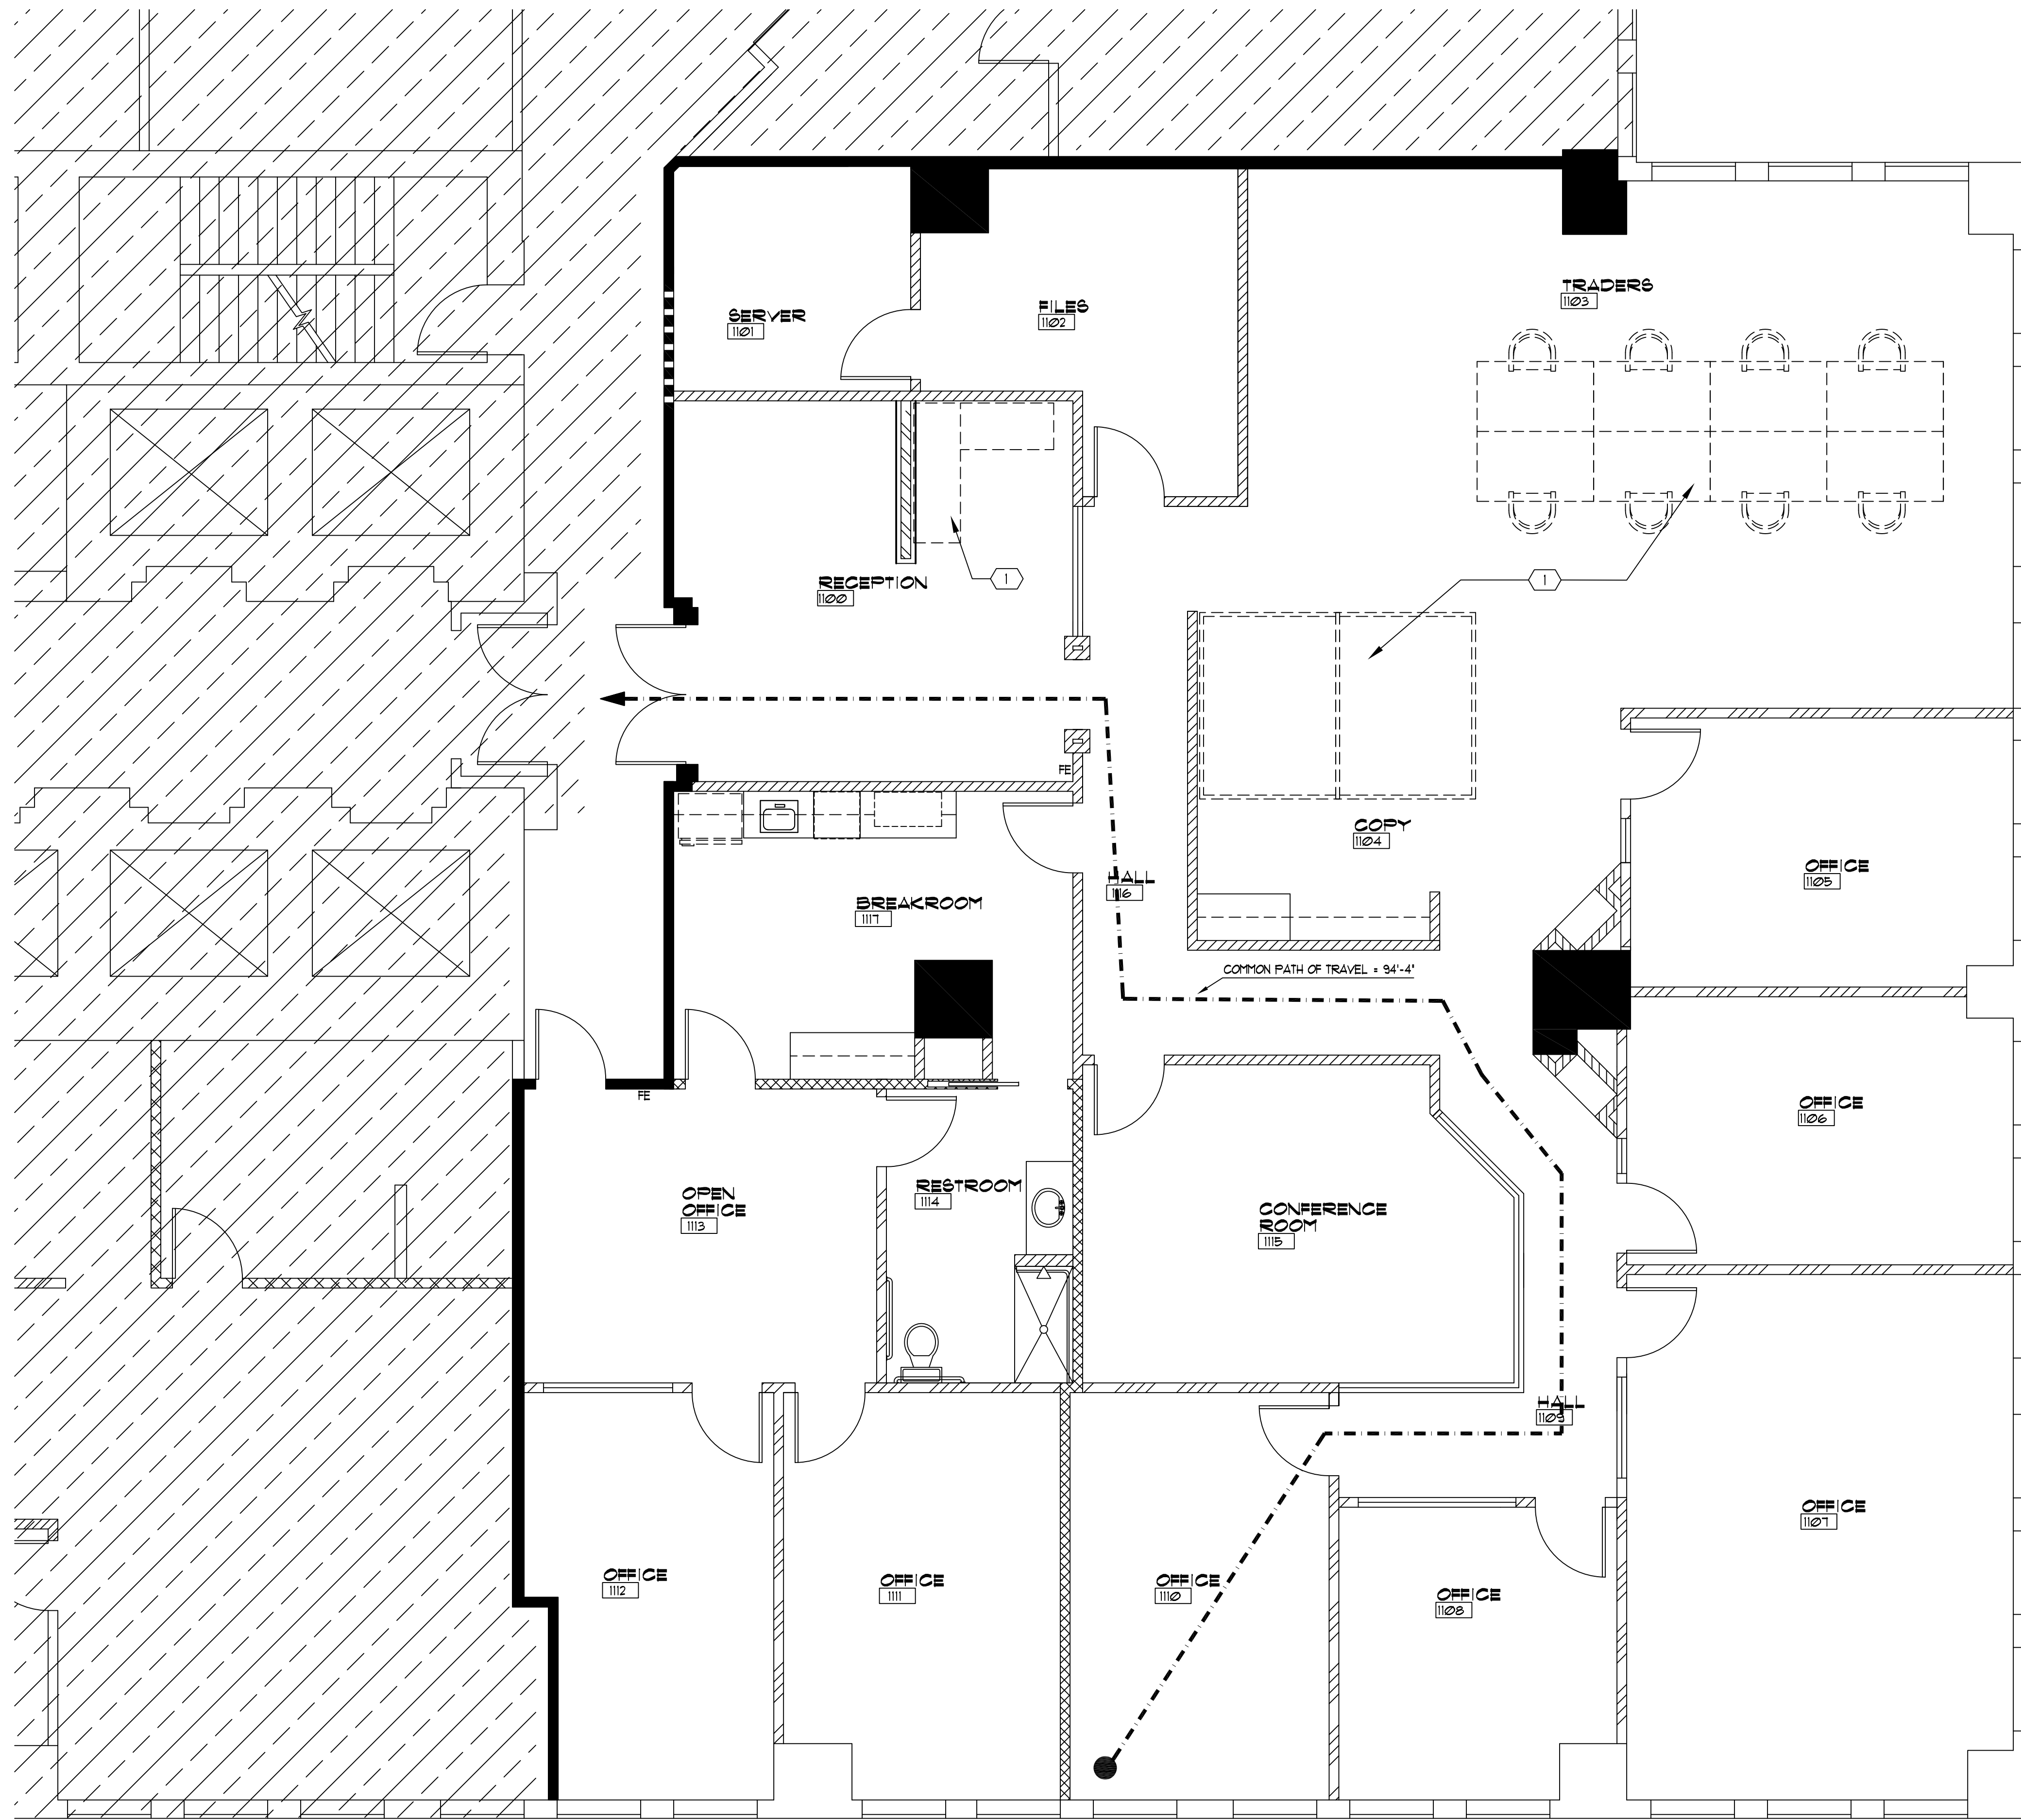 TRADERS
1103
FILES
1102
SERVER
1101
RECEPTION
1100
1
1
FE
COPY
1104
OFFICE
1105
HALL
1116
BREAKROOM
1117
COMMON PATH OF TRAVEL = 94'-4"
FE
OFFICE
1106
RESTROOM
1114
OPEN
OFFICE
1113
CONFERENCE
ROOM
1115
HALL
1109
OFFICE
1107
OFFICE
1112
OFFICE
1111
OFFICE
1110
OFFICE
1108